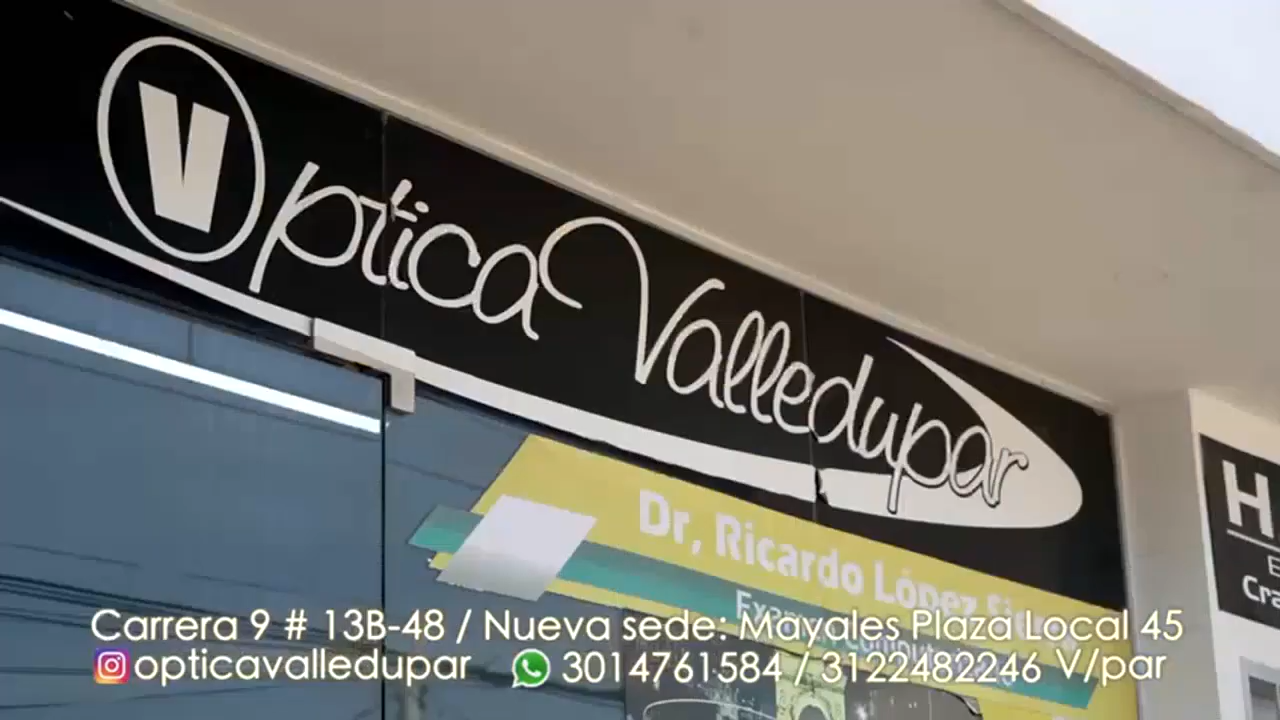 V
Optica Valledupar
Dr, Ricardo López
H
Cra
Carrera 9 # 13B-48 / Nueva sede: Mayales Plaza Local 45
opticavalledupar 3014761584 / 3122482246 V/par